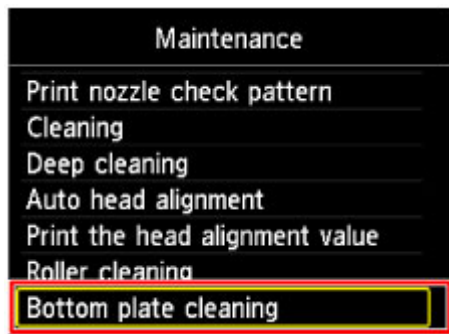 Maintenance
Print nozzle check pattern
Cleaning
Deep cleaning
Auto head alignment
Print the head alignment value
Roller cleaning
Bottom plate cleaning